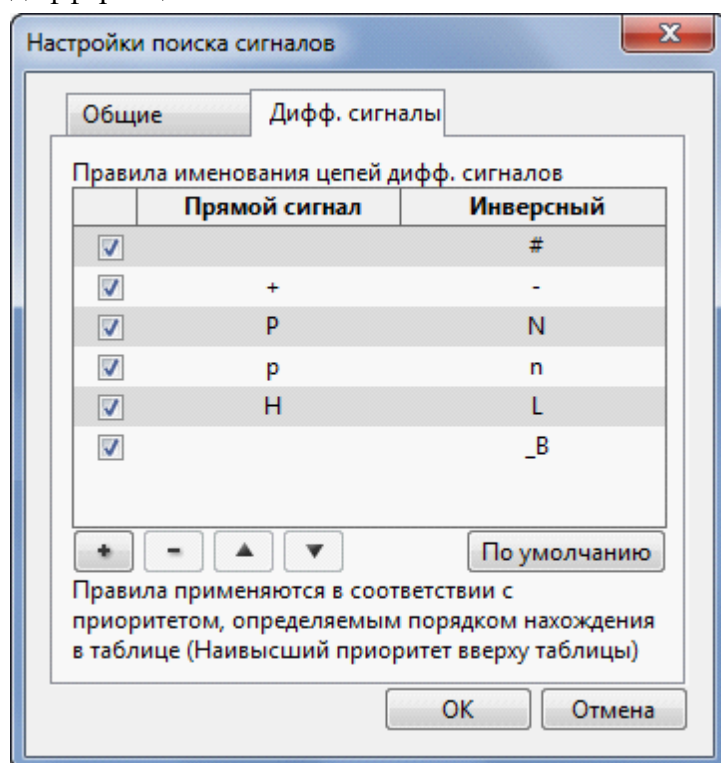 Настройки поиска сигналов
Общие
Дифф. сигналы
Правила именования цепей дифф. сигналов
Прямой сигнал Инверсный
#
+ -
P N
p n
H L
_B
По умолчанию
Правила применяются в соответствии с
приоритетом, определяемым порядком нахождения
в таблице (Наивысший приоритет вверху таблицы)
OK Отмена